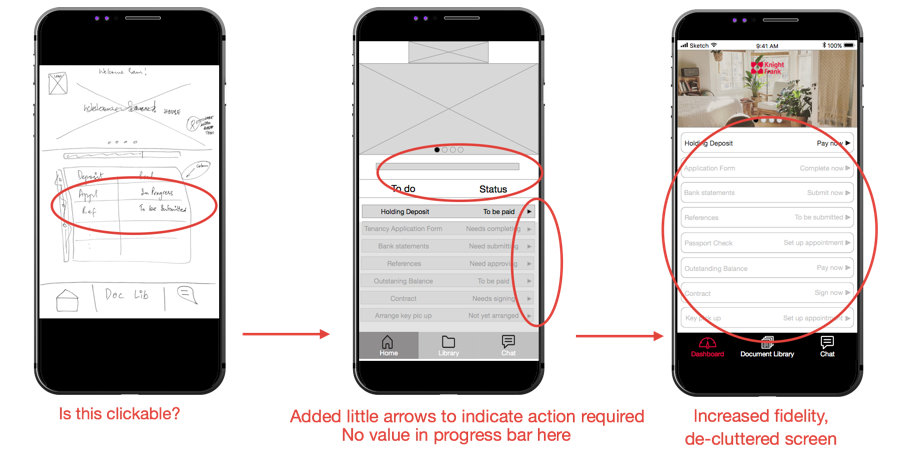 Welcome
Welcome
Deposit
Appl
In Progress
Ref
To be Submitted
Doc Lib
Is this clickable?
To do Status
Holding Deposit To be paid ▶
Tenancy Application Form Needs completing ▶
Bank statements Need submitting ▶
References Need approving ▶
Outstaning Balance To be paid ▶
Contract Needs signing ▶
Arrange key pic up Not yet arranged ▶
Home Library Chat
Added little arrows to indicate action required
No value in progress bar here
Sketch 9:41 AM 100%
Knight
Frank
Holding Deposit Pay now ▶
Application Form Complete now ▶
Bank statements Submit now ▶
References To be submitted ▶
Passport Check Set up appointment ▶
Outstanding Balance Pay now ▶
Contract Sign now ▶
Key pick up Set up appointment ▶
Dashboard Document Library Chat
Increased fidelity,
de-cluttered screen